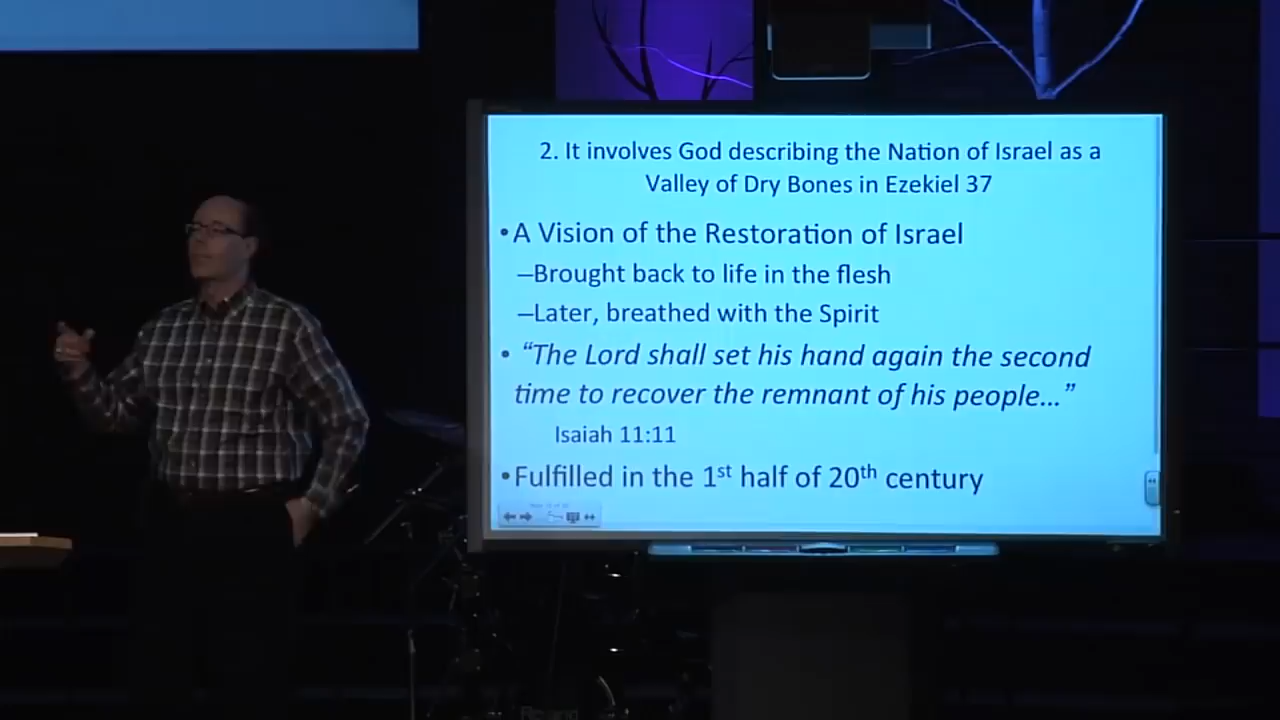 2. It involves God describing the Nation of Israel as a
Valley of Dry Bones in Ezekiel 37
•A Vision of the Restoration of Israel
–Brought back to life in the flesh
–Later, breathed with the Spirit
• “The Lord shall set his hand again the second
time to recover the remnant of his people...”
Isaiah 11:11
•Fulfilled in the 1st half of 20th century